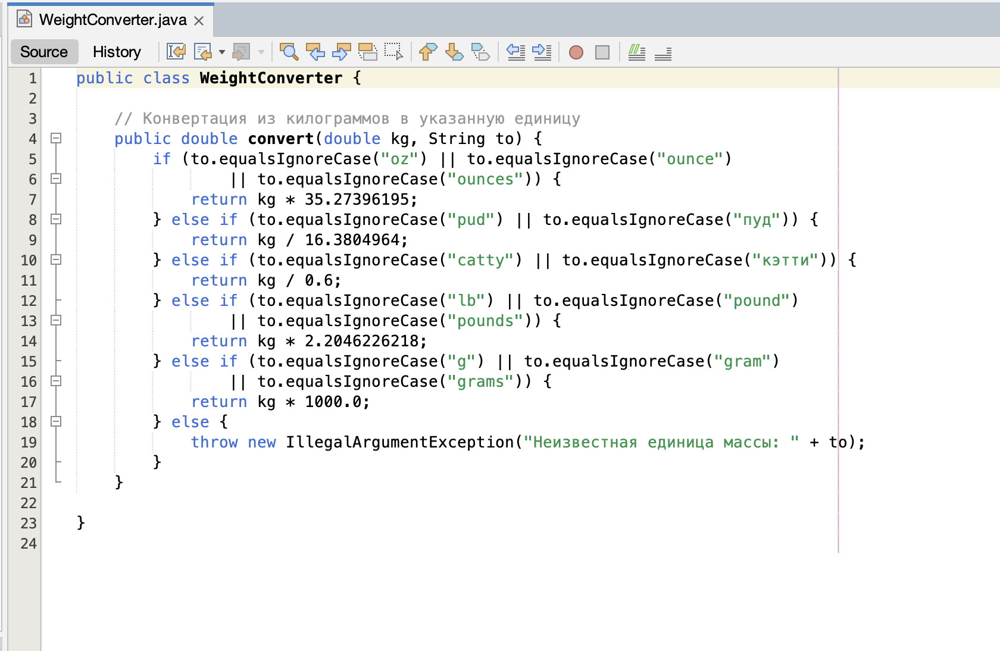 WeightConverter.java
Source History
1 public class WeightConverter {
2
3 // Конвертация из килограммов в указанную единицу
4 public double convert(double kg, String to) {
5 if (to.equalsIgnoreCase("oz") || to.equalsIgnoreCase("ounce")
6 || to.equalsIgnoreCase("ounces")) {
7 return kg * 35.27396195;
8 } else if (to.equalsIgnoreCase("pud") || to.equalsIgnoreCase("пуд")) {
9 return kg / 16.3804964;
10 } else if (to.equalsIgnoreCase("catty") || to.equalsIgnoreCase("кэтти")) {
11 return kg / 0.6;
12 } else if (to.equalsIgnoreCase("lb") || to.equalsIgnoreCase("pound")
13 || to.equalsIgnoreCase("pounds")) {
14 return kg * 2.2046226218;
15 } else if (to.equalsIgnoreCase("g") || to.equalsIgnoreCase("gram")
16 || to.equalsIgnoreCase("grams")) {
17 return kg * 1000.0;
18 } else {
19 throw new IllegalArgumentException("Неизвестная единица массы: " + to);
20 }
21 }
22
23 }
24